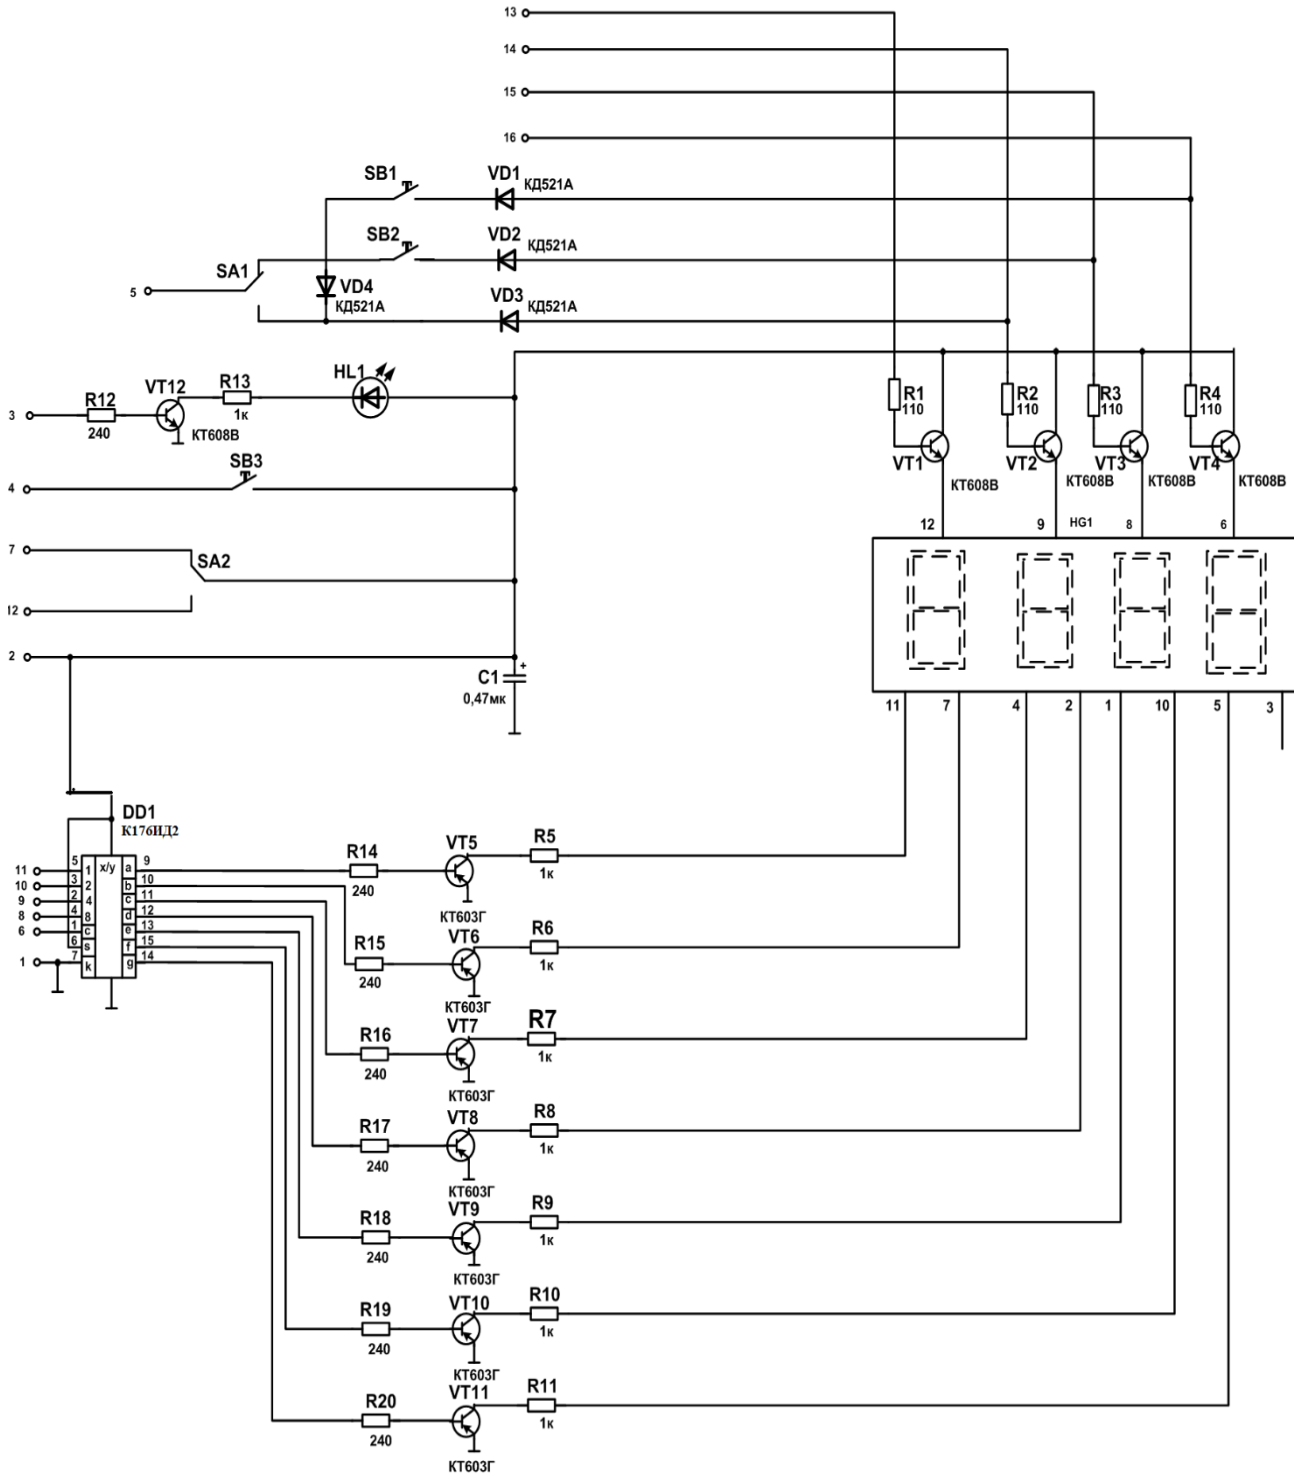 13
14
15
16
SB1
VD1
КД521А
SB2
VD2
КД521А
SA1
5
VD4
КД521А
VD3
КД521А
HL1
R13
VT12
R12
1к
3
240
КТ608В
R1
110
R2
110
R3
110
R4
110
VT1
VT2
VT3
VT4
КТ608В
КТ608В
КТ608В
КТ608В
SB3
4
12
9
HG1
8
6
7
SA2
12
2
C1
+
0,47мк
11
7
4
2
1
10
5
3
DD1
К176ИД2
x/y
11
5
1
a
9
10
3
2
b
10
9
2
4
c
11
8
4
8
d
12
6
1
c
e
13
6
s
f
15
1
7
k
g
14
R14
240
VT5
КТ603Г
R5
1к
R15
240
VT6
КТ603Г
R6
1к
R16
240
VT7
КТ603Г
R7
1к
R17
240
VT8
КТ603Г
R8
1к
R18
240
VT9
КТ603Г
R9
1к
R19
240
VT10
КТ603Г
R10
1к
R20
240
VT11
КТ603Г
R11
1к